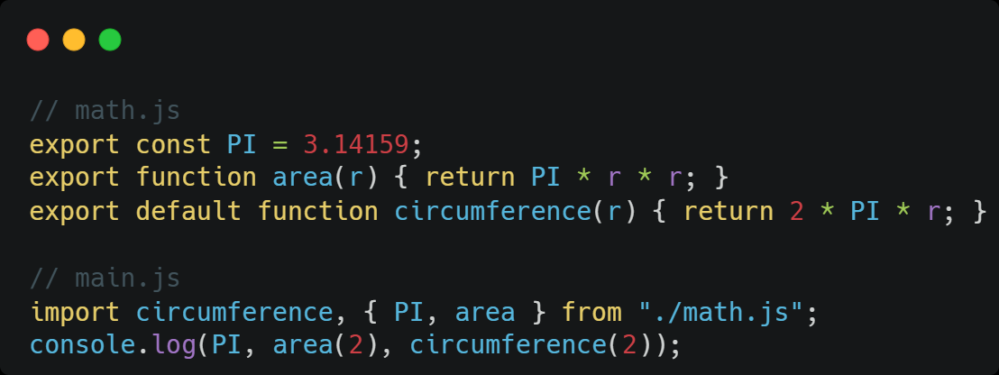 // math.js
export const PI = 3.14159;
export function area(r) { return PI * r * r; }
export default function circumference(r) { return 2 * PI * r; }
// main.js
import circumference, { PI, area } from "./math.js";
console.log(PI, area(2), circumference(2));